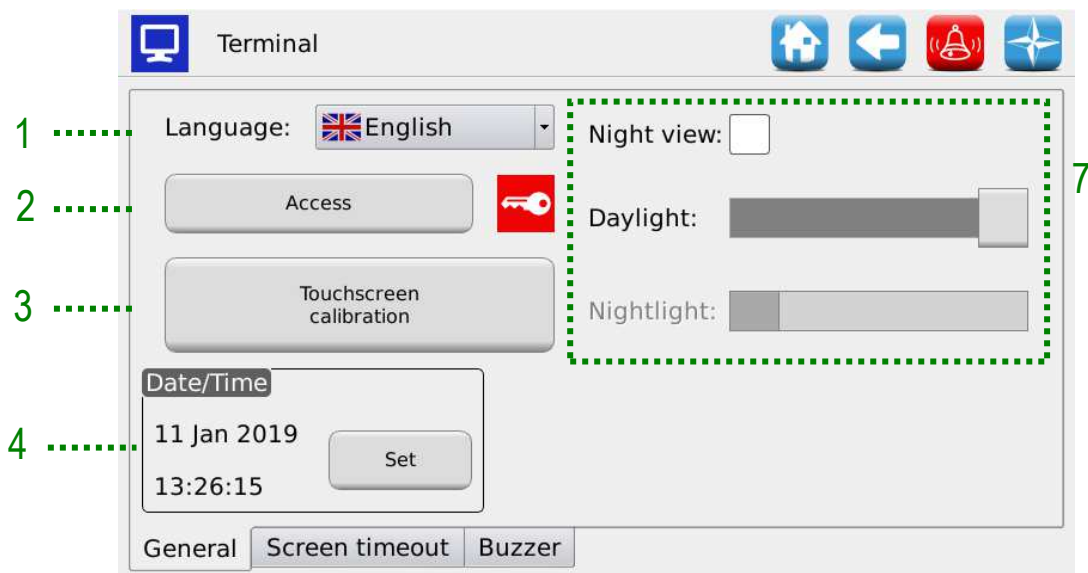 Terminal
1
Language: English
2
Access
3
Touchscreen
calibration
4
Date/Time
11 Jan 2019
13:26:15
Set
Night view:
7
Daylight:
Nightlight:
General Screen timeout Buzzer